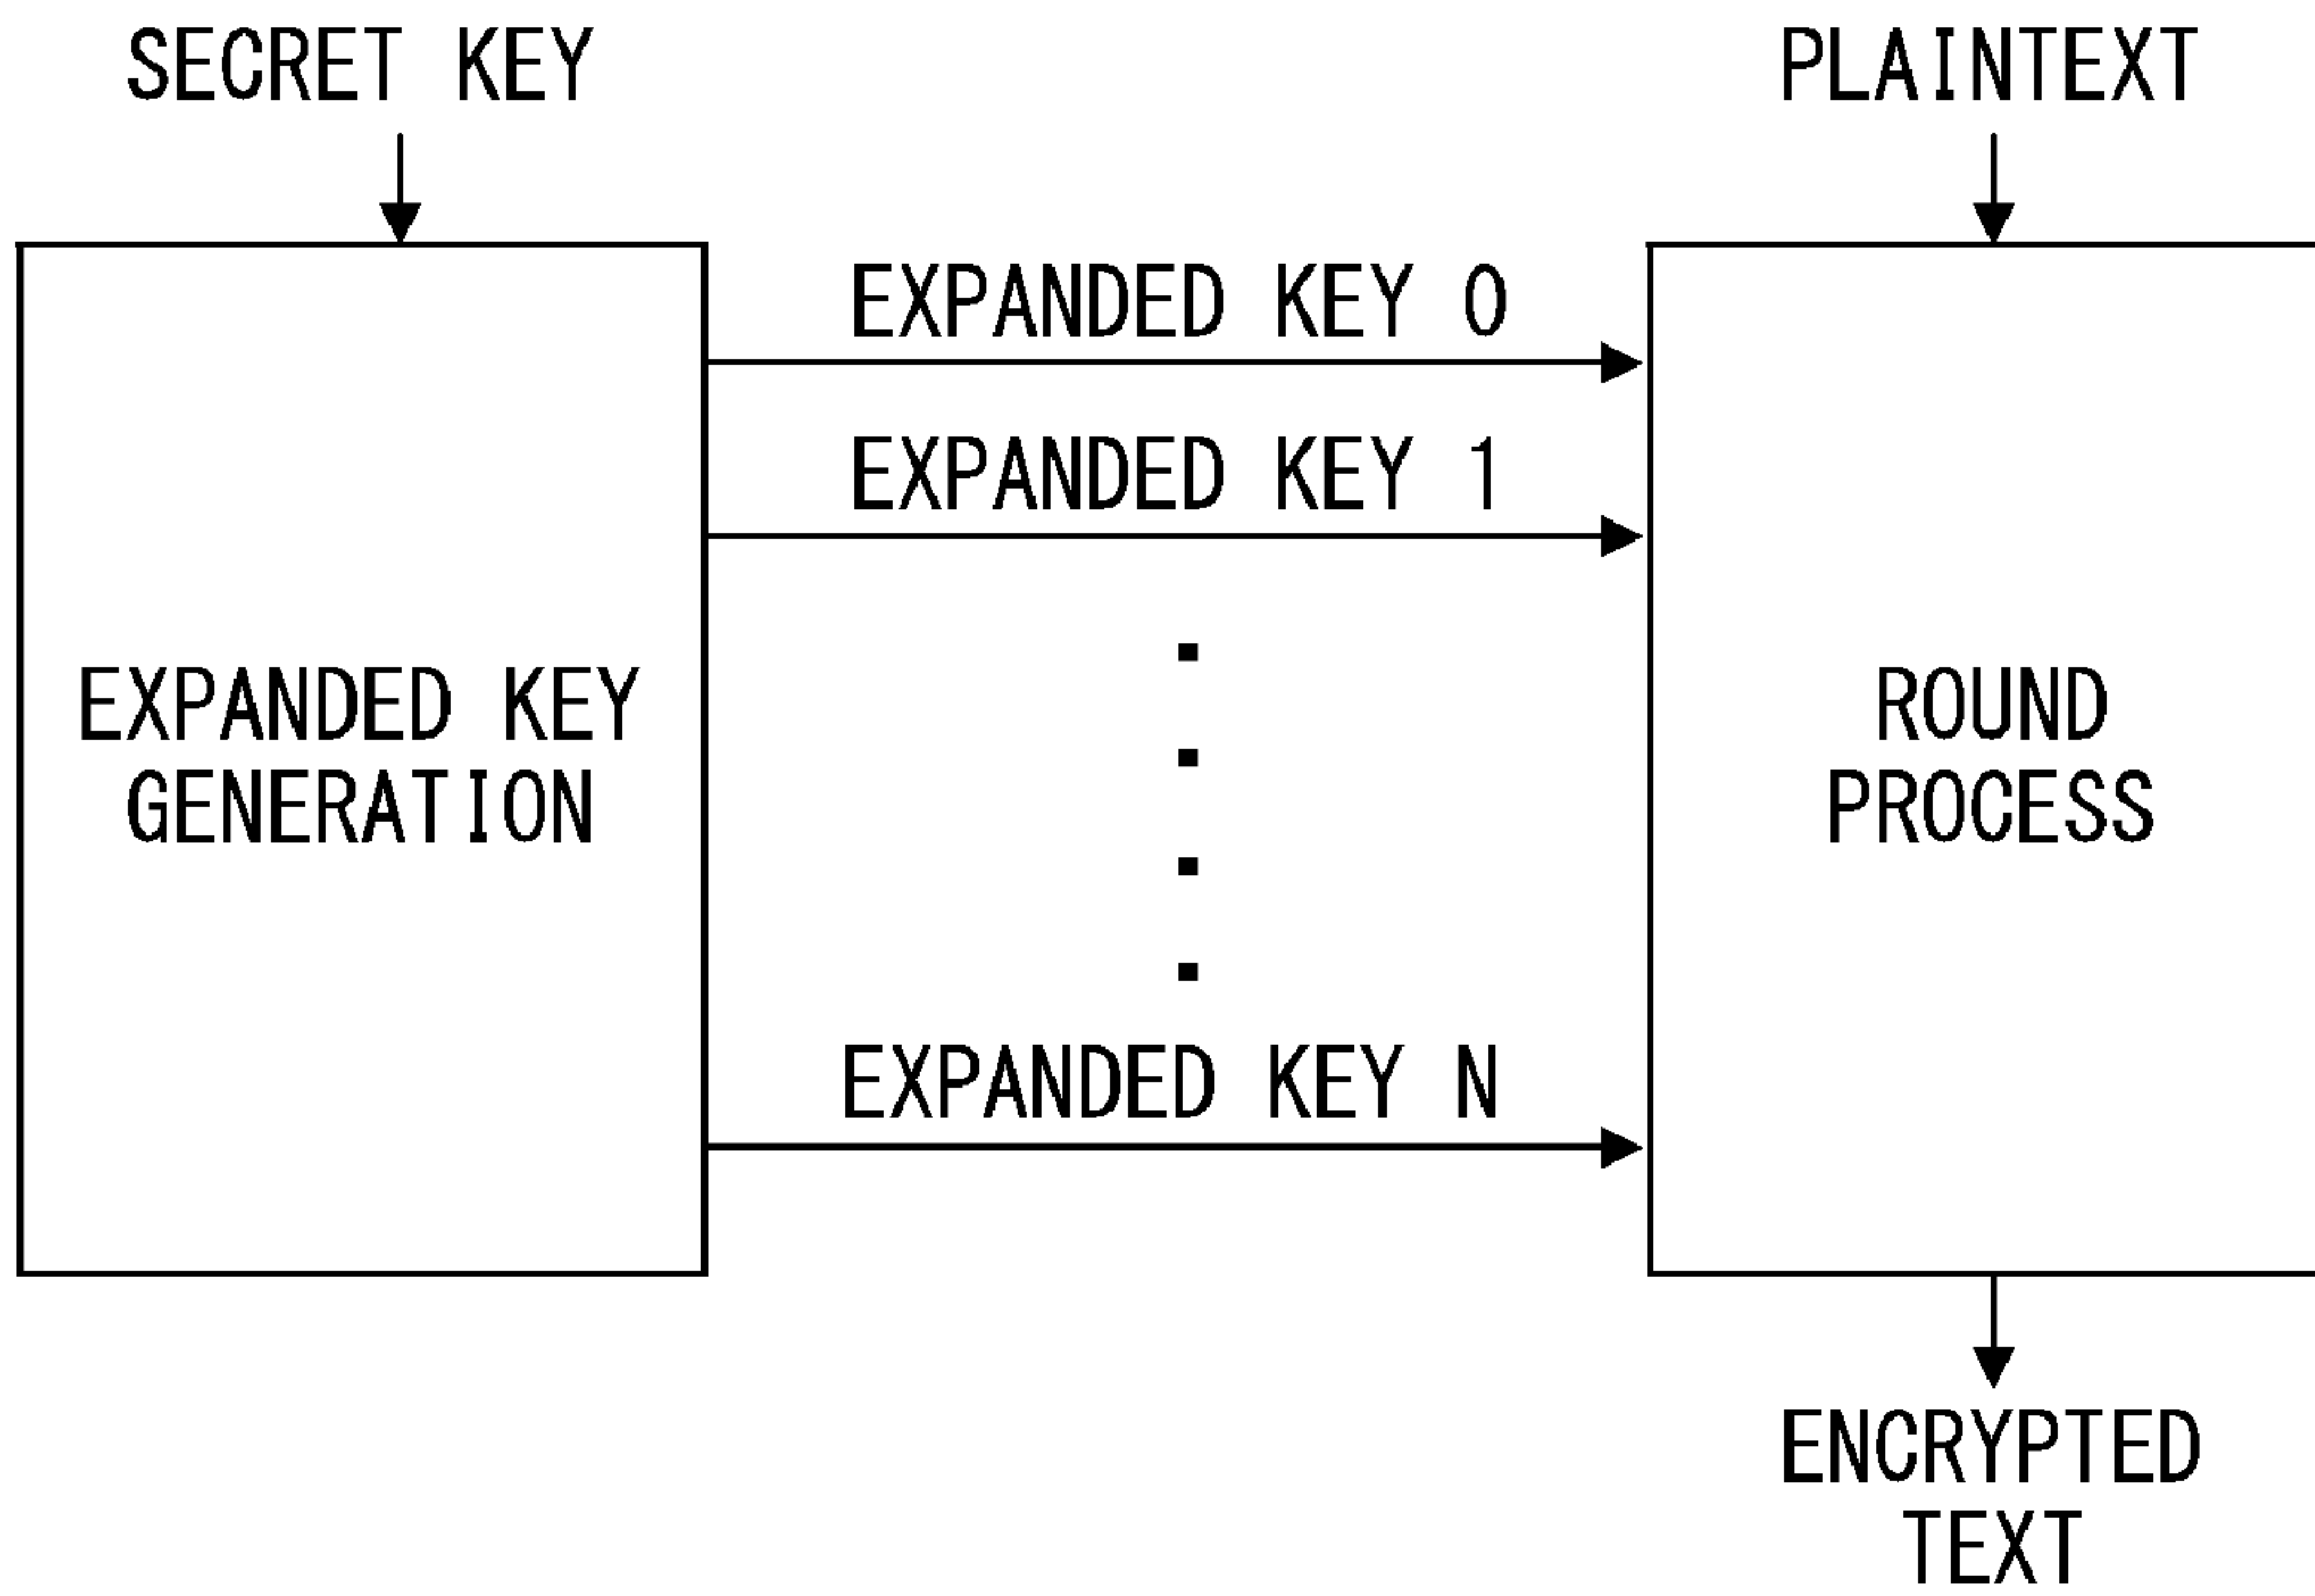 SECRET KEY
PLAINTEXT
EXPANDED KEY 0
EXPANDED KEY 1
EXPANDED KEY
GENERATION
ROUND
PROCESS
EXPANDED KEY N
ENCRYPTED
TEXT